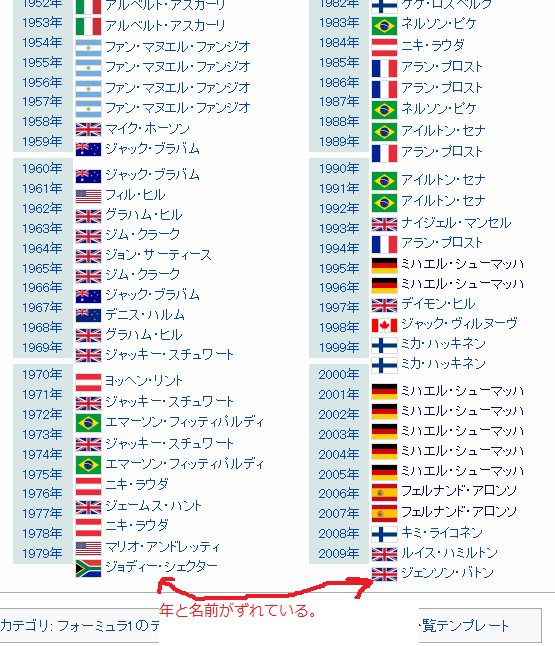 1952年 アルベルト・アスカーリ
1953年 アルベルト・アスカーリ
1954年 ファン・マヌエル・ファンジオ
1955年 ファン・マヌエル・ファンジオ
1956年 ファン・マヌエル・ファンジオ
1957年 ファン・マヌエル・ファンジオ
1958年 マイク・ホーソン
1959年 ジャック・ブラバム
1960年 ジャック・ブラバム
1961年 フィル・ヒル
1962年 グラハム・ヒル
1963年 ジム・クラーク
1964年 ジョン・サーティース
1965年 ジム・クラーク
1966年 ジャック・ブラバム
1967年 デニス・ハルム
1968年 グラハム・ヒル
1969年 ジャッキー・スチュワート
1970年 ヨッヘン・リント
1971年 ジャッキー・スチュワート
1972年 エマーソン・フィッティパルディ
1973年 ジャッキー・スチュワート
1974年 エマーソン・フィッティパルディ
1975年 ニキ・ラウダ
1976年 ジェームス・ハント
1977年 ニキ・ラウダ
1978年 マリオ・アンドレッティ
1979年 ジョディー・シェクター
1982年 ケケ・ロズベルグ
1983年 ネルソン・ピケ
1984年 ニキ・ラウダ
1985年 アラン・プロスト
1986年 アラン・プロスト
1987年 ネルソン・ピケ
1988年 アイルトン・セナ
1989年 アラン・プロスト
1990年 アイルトン・セナ
1991年 アイルトン・セナ
1992年 ナイジェル・マンセル
1993年 アラン・プロスト
1994年 ミハエル・シューマッハ
1995年 ミハエル・シューマッハ
1996年 デイモン・ヒル
1997年 ジャック・ヴィルヌーヴ
1998年 ミカ・ハッキネン
1999年 ミカ・ハッキネン
2000年 ミハエル・シューマッハ
2001年 ミハエル・シューマッハ
2002年 ミハエル・シューマッハ
2003年 ミハエル・シューマッハ
2004年 ミハエル・シューマッハ
2005年 フェルナンド・アロンソ
2006年 フェルナンド・アロンソ
2007年 キミ・ライコネン
2008年 ルイス・ハミルトン
2009年 ジェンソン・バトン
年と名前がずれている。
カテゴリ: フォーミュラ1のテ
覧テンプレート